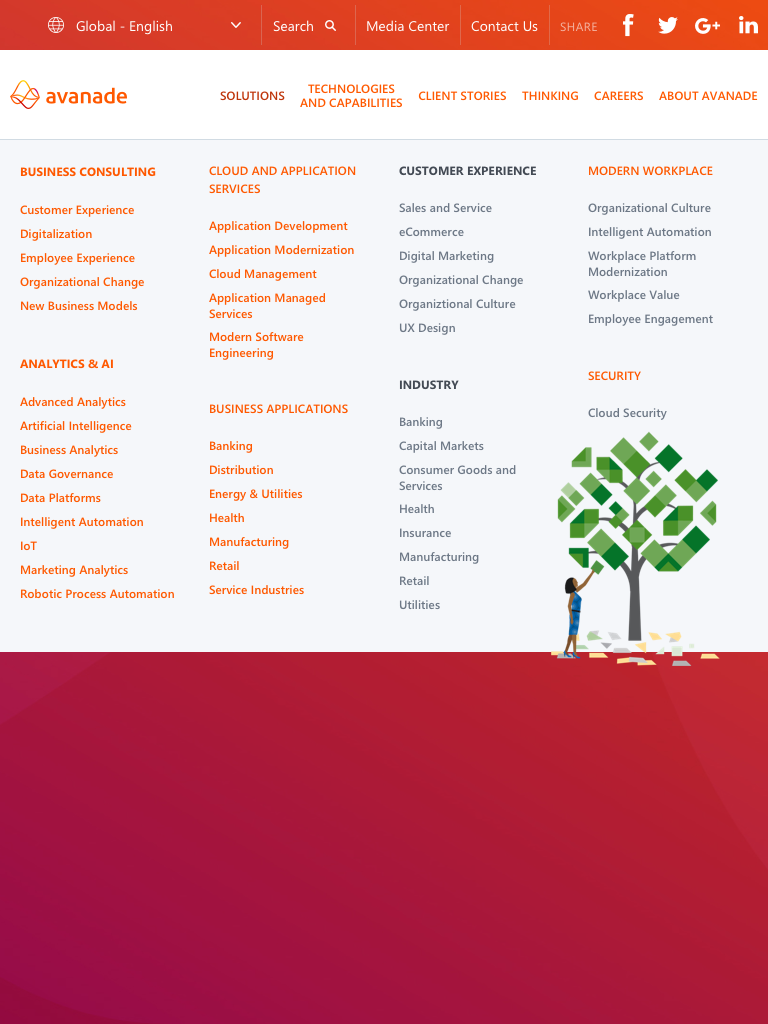 Global - English
Search
Media Center
Contact Us
SHARE
avanade
SOLUTIONS
TECHNOLOGIES
AND CAPABILITIES
CLIENT STORIES
THINKING
CAREERS
ABOUT AVANADE
BUSINESS CONSULTING
Customer Experience
Digitalization
Employee Experience
Organizational Change
New Business Models
ANALYTICS & AI
Advanced Analytics
Artificial Intelligence
Business Analytics
Data Governance
Data Platforms
Intelligent Automation
IoT
Marketing Analytics
Robotic Process Automation
CLOUD AND APPLICATION
SERVICES
Application Development
Application Modernization
Cloud Management
Application Managed
Services
Modern Software
Engineering
BUSINESS APPLICATIONS
Banking
Distribution
Energy & Utilities
Health
Manufacturing
Retail
Service Industries
CUSTOMER EXPERIENCE
Sales and Service
eCommerce
Digital Marketing
Organizational Change
Organiztional Culture
UX Design
INDUSTRY
Banking
Capital Markets
Consumer Goods and
Services
Health
Insurance
Manufacturing
Retail
Utilities
MODERN WORKPLACE
Organizational Culture
Intelligent Automation
Workplace Platform
Modernization
Workplace Value
Employee Engagement
SECURITY
Cloud Security